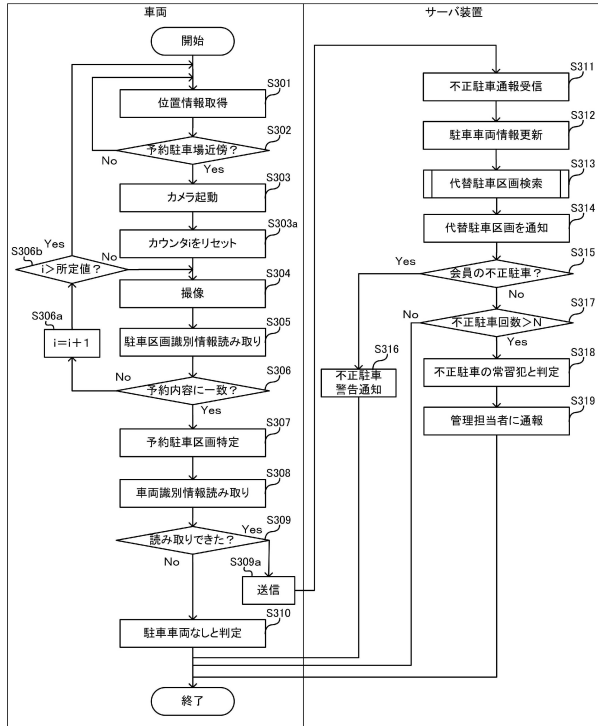 車両
サーバ装置
開始
S301
位置情報取得
S302
予約駐車場近傍？
No
Yes
S303
カメラ起動
S303a
カウンタiをリセット
S306b
Yes
i＞所定値？
No
S304
撮像
S306a
i＝i＋1
S305
駐車区画識別情報読み取り
S306
No
予約内容に一致？
Yes
S307
予約駐車区画特定
S308
車両識別情報読み取り
S309
読み取りできた？
Yes
No
S309a
送信
S310
駐車車両なしと判定
終了
S311
不正駐車通報受信
S312
駐車車両情報更新
S313
代替駐車区画検索
S314
代替駐車区画を通知
S315
Yes
会員の不正駐車？
No
S317
No
不正駐車回数＞N
Yes
S316
不正駐車
警告通知
S318
不正駐車の常習犯と判定
S319
管理担当者に通報